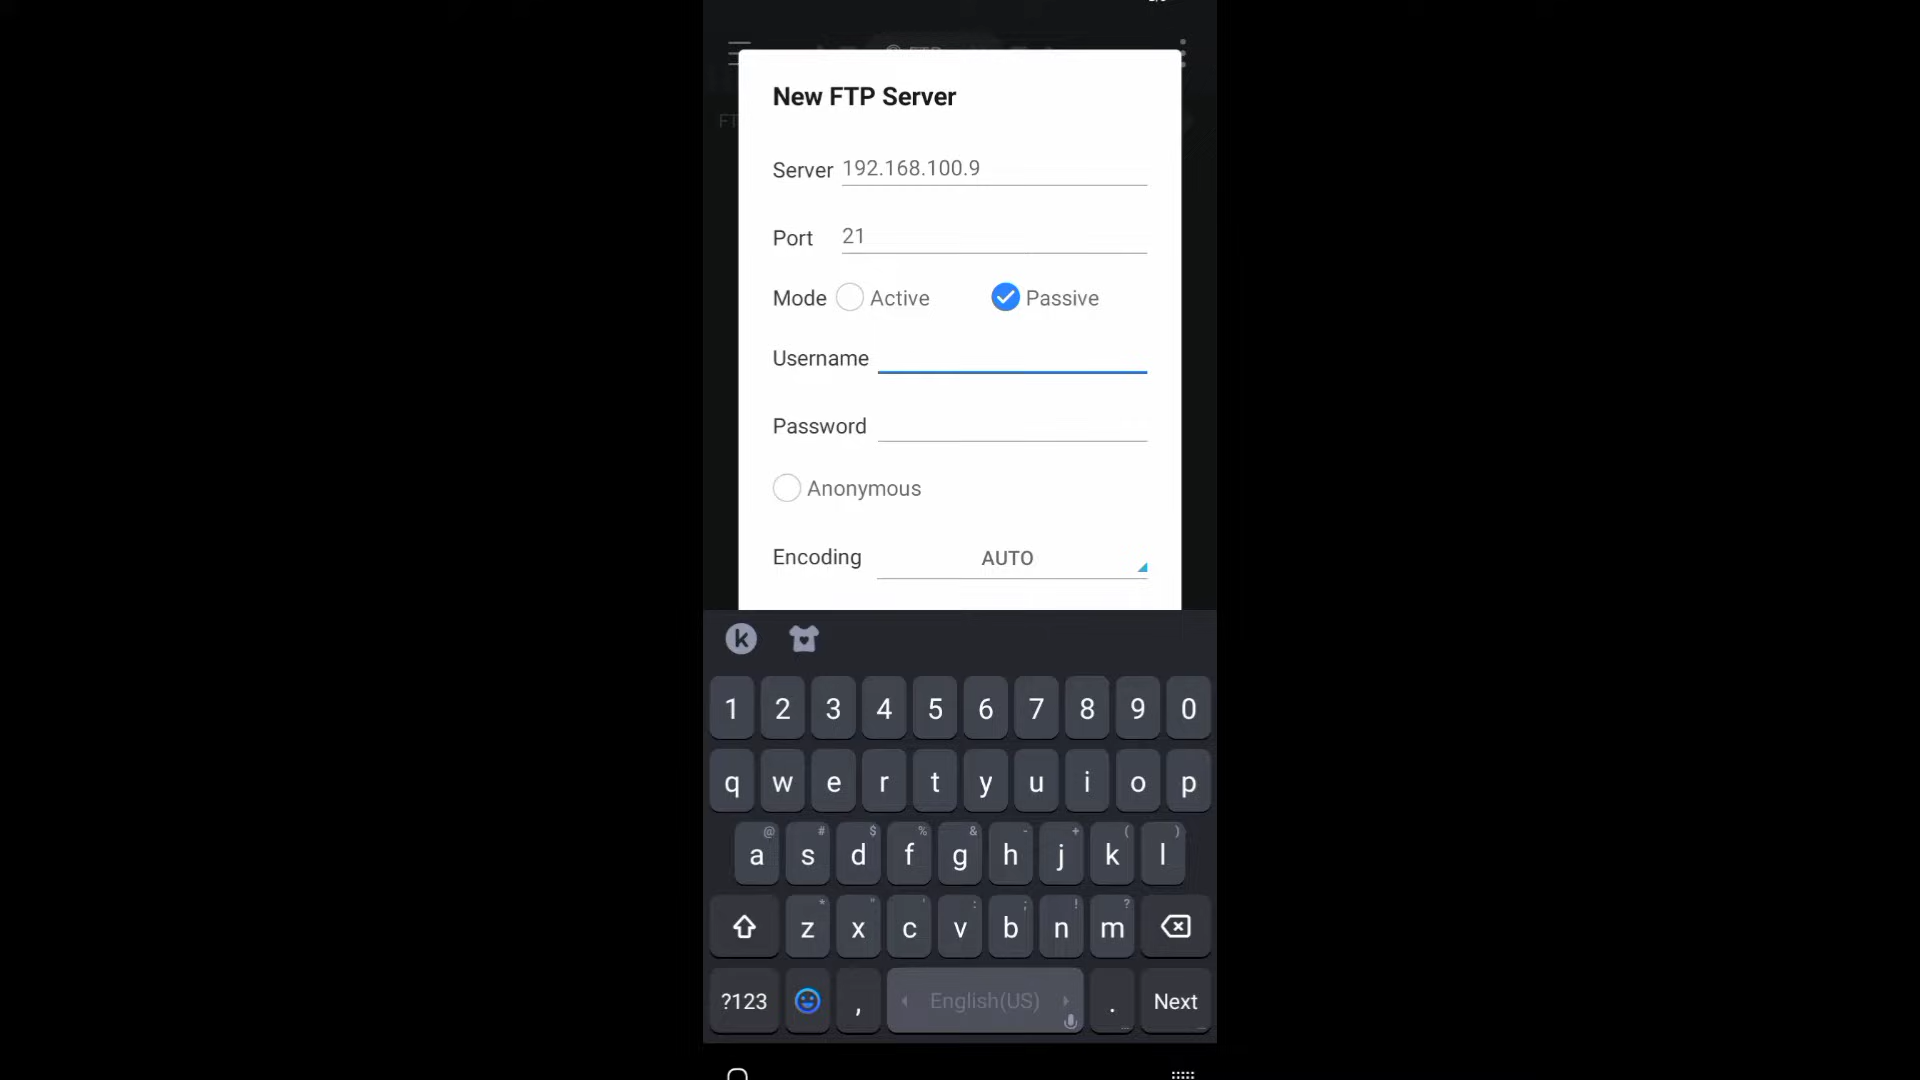 New FTP Server
Server 192.168.100.9
Port 21
Mode Active Passive
Username
Password
Anonymous
Encoding AUTO
k
1 2 3 4 5 6 7 8 9 0
q w e r t y u i o p
@ # $ % & - + ( )
a s d f g h j k l
* " ' : ; ! ?
z x c v b n m
?123 , English(US) . Next